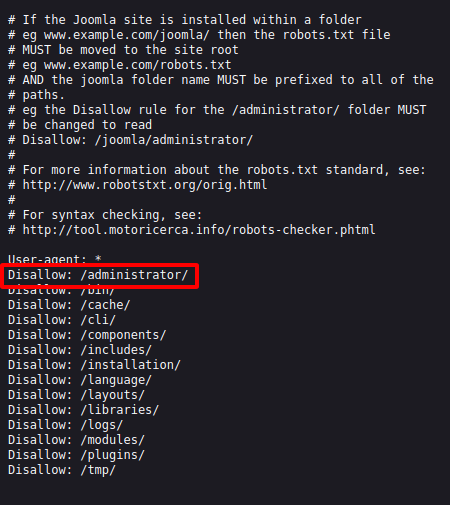 # If the Joomla site is installed within a folder
# eg www.example.com/joomla/ then the robots.txt file
# MUST be moved to the site root
# eg www.example.com/robots.txt
# AND the joomla folder name MUST be prefixed to all of the
# paths.
# eg the Disallow rule for the /administrator/ folder MUST
# be changed to read
# Disallow: /joomla/administrator/
#
# For more information about the robots.txt standard, see:
# http://www.robotstxt.org/orig.html
#
# For syntax checking, see:
# http://tool.motoricerca.info/robots-checker.phtml
User-agent: *
Disallow: /administrator/
Disallow: /bin/
Disallow: /cache/
Disallow: /cli/
Disallow: /components/
Disallow: /includes/
Disallow: /installation/
Disallow: /language/
Disallow: /layouts/
Disallow: /libraries/
Disallow: /logs/
Disallow: /modules/
Disallow: /plugins/
Disallow: /tmp/